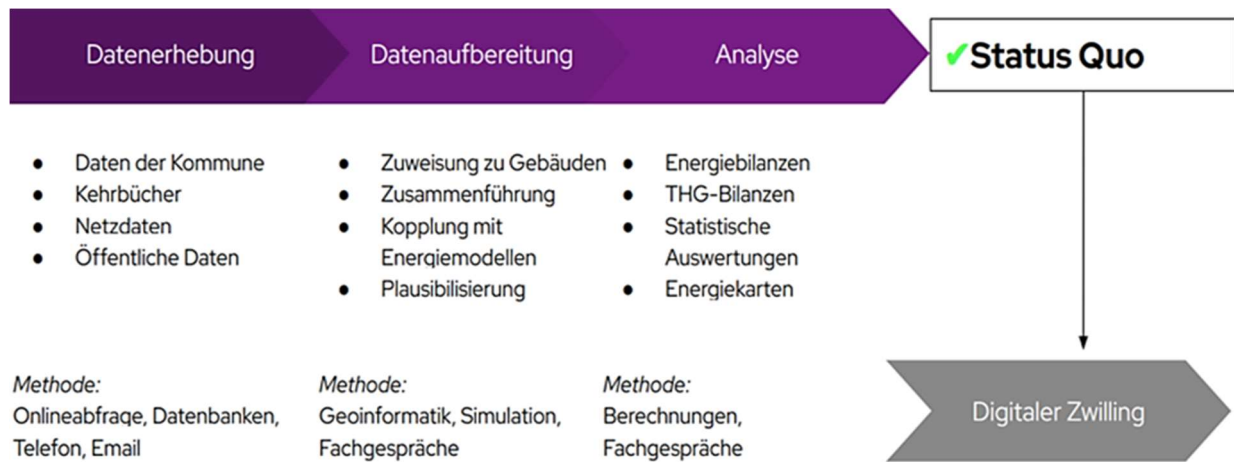 Datenerhebung
Datenaufbereitung
Analyse
✔Status Quo
● Daten der Kommune
● Kehrbücher
● Netzdaten
● Öffentliche Daten
● Zuweisung zu Gebäuden
● Zusammenführung
● Kopplung mit
Energiemodellen
● Plausibilisierung
● Energiebilanzen
● THG-Bilanzen
● Statistische
Auswertungen
● Energiekarten
Methode:
Onlineabfrage, Datenbanken,
Telefon, Email
Methode:
Geoinformatik, Simulation,
Fachgespräche
Methode:
Berechnungen,
Fachgespräche
Digitaler Zwilling